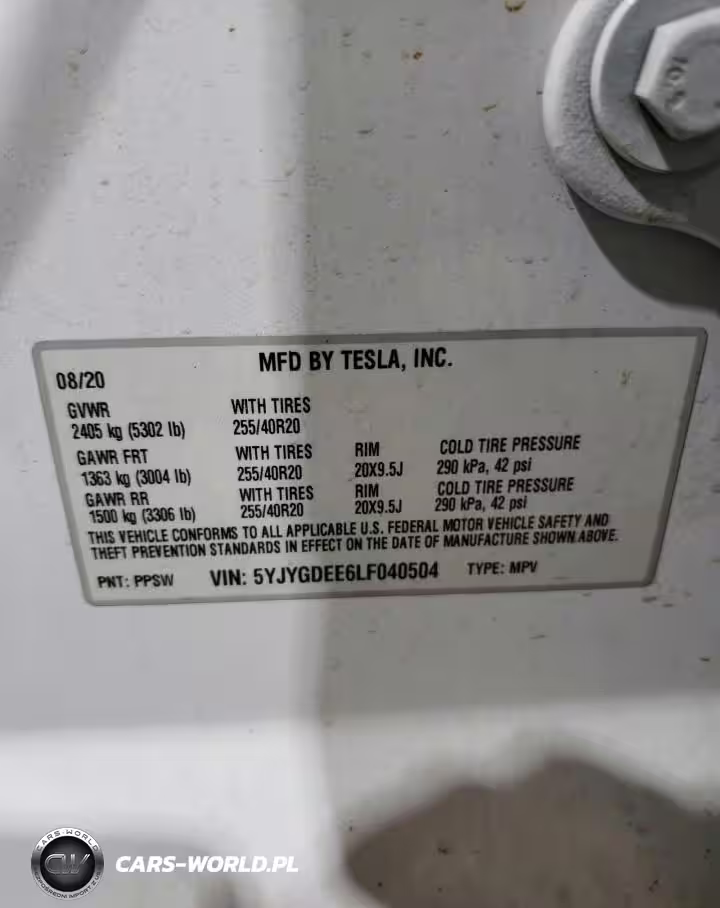 MFD BY TESLA, INC.
08/20
GVWR WITH TIRES
2405 kg (5302 lb) 255/40R20
GAWR FRT WITH TIRES RIM COLD TIRE PRESSURE
1363 kg (3004 lb) 255/40R20 20X9.5J 290 kPa, 42 psi
GAWR RR WITH TIRES RIM COLD TIRE PRESSURE
1500 kg (3306 lb) 255/40R20 20X9.5J 290 kPa, 42 psi
THIS VEHICLE CONFORMS TO ALL APPLICABLE U.S. FEDERAL MOTOR VEHICLE SAFETY AND
THEFT PREVENTION STANDARDS IN EFFECT ON THE DATE OF MANUFACTURE SHOWN ABOVE.
PNT: PPSW VIN: 5YJYGDEE6LF040504 TYPE: MPV
CARS-WORLD
CW
CARS-WORLD.PL